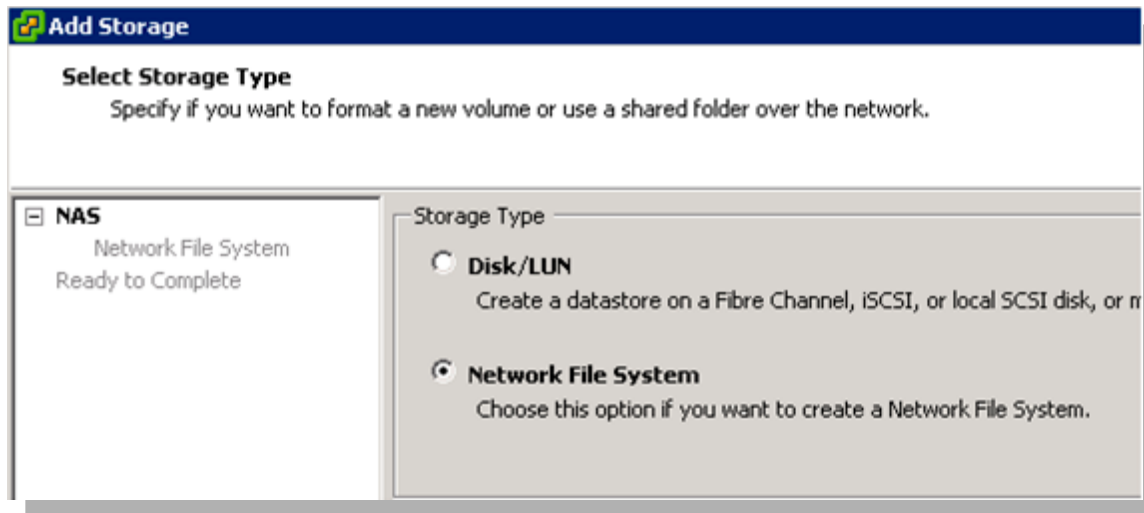 Add Storage
Select Storage Type
Specify if you want to format a new volume or use a shared folder over the network.
NAS
Network File System
Ready to Complete
Storage Type
Disk/LUN
Create a datastore on a Fibre Channel, iSCSI, or local SCSI disk, or
Network File System
Choose this option if you want to create a Network File System.